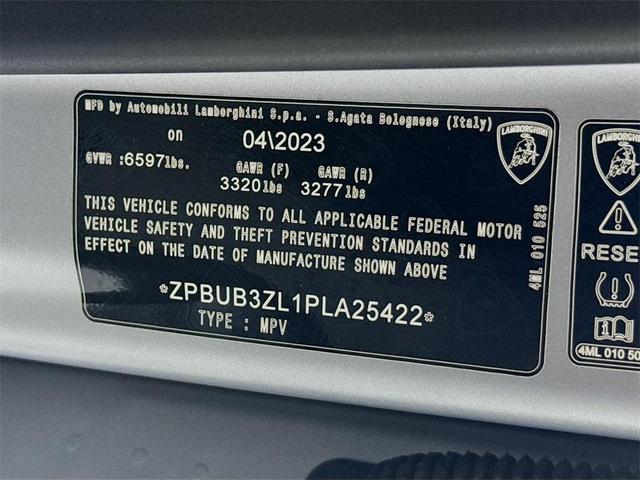 MFD by Automobili Lamborghini S.p.a. - S.Agata Bolognese (Italy)
on 04\2023
GVWR :6597lbs. GAWR (F) GAWR (R)
3320lbs 3277lbs
THIS VEHICLE CONFORMS TO ALL APPLICABLE FEDERAL MOTOR
VEHICLE SAFETY AND THEFT PREVENTION STANDARDS IN
EFFECT ON THE DATE OF MANUFACTURE SHOWN ABOVE
*ZPBUB3ZL1PLA25422*
TYPE : MPV
4ML 010 525
LAMBORGHINI
LAMBORGHINI
RESE
4ML 010 50